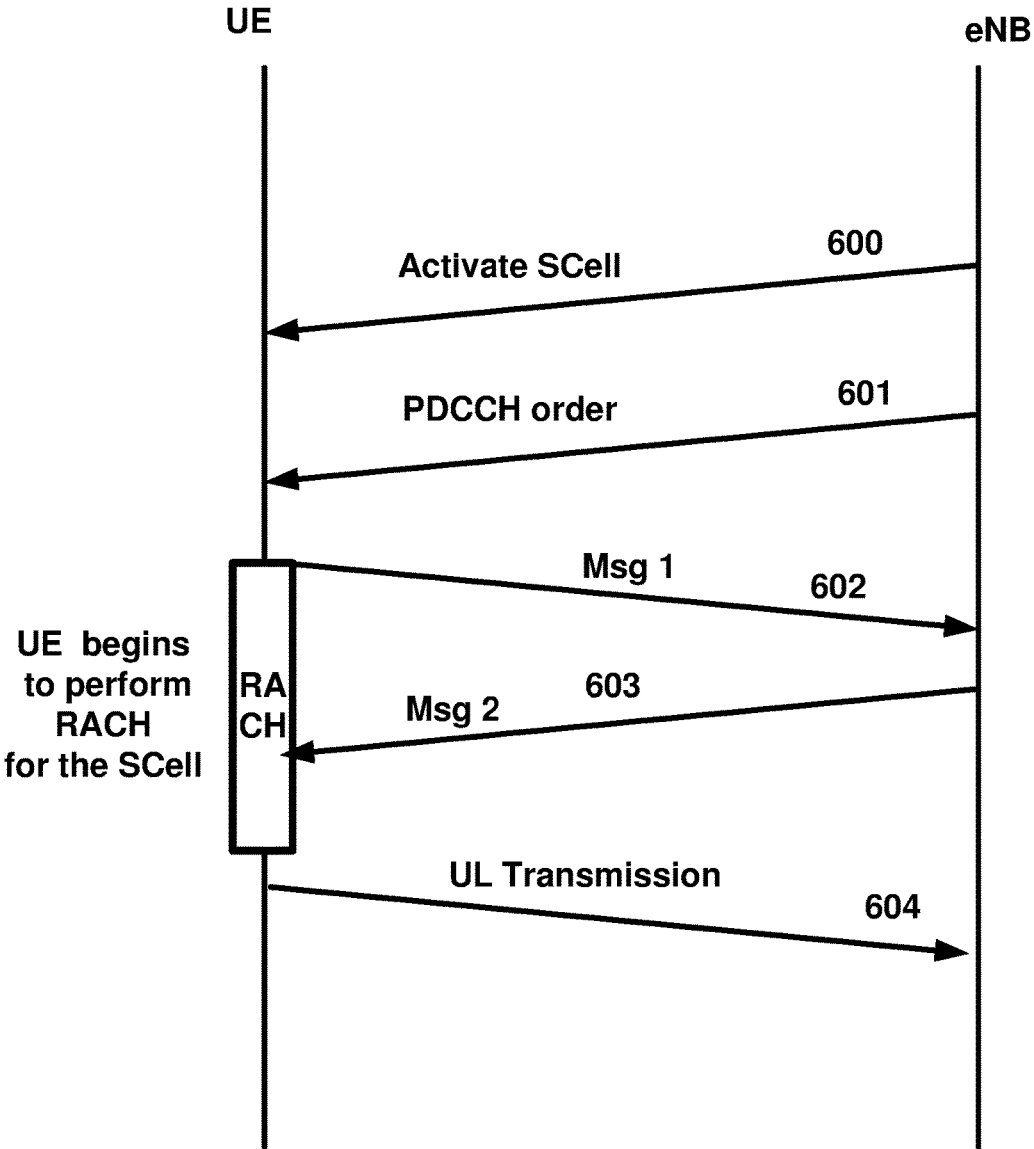 UE
eNB
600
Activate SCell
601
PDCCH order
Msg 1
602
UE begins
to perform
RACH
for the SCell
RA
CH
603
Msg 2
UL Transmission
604